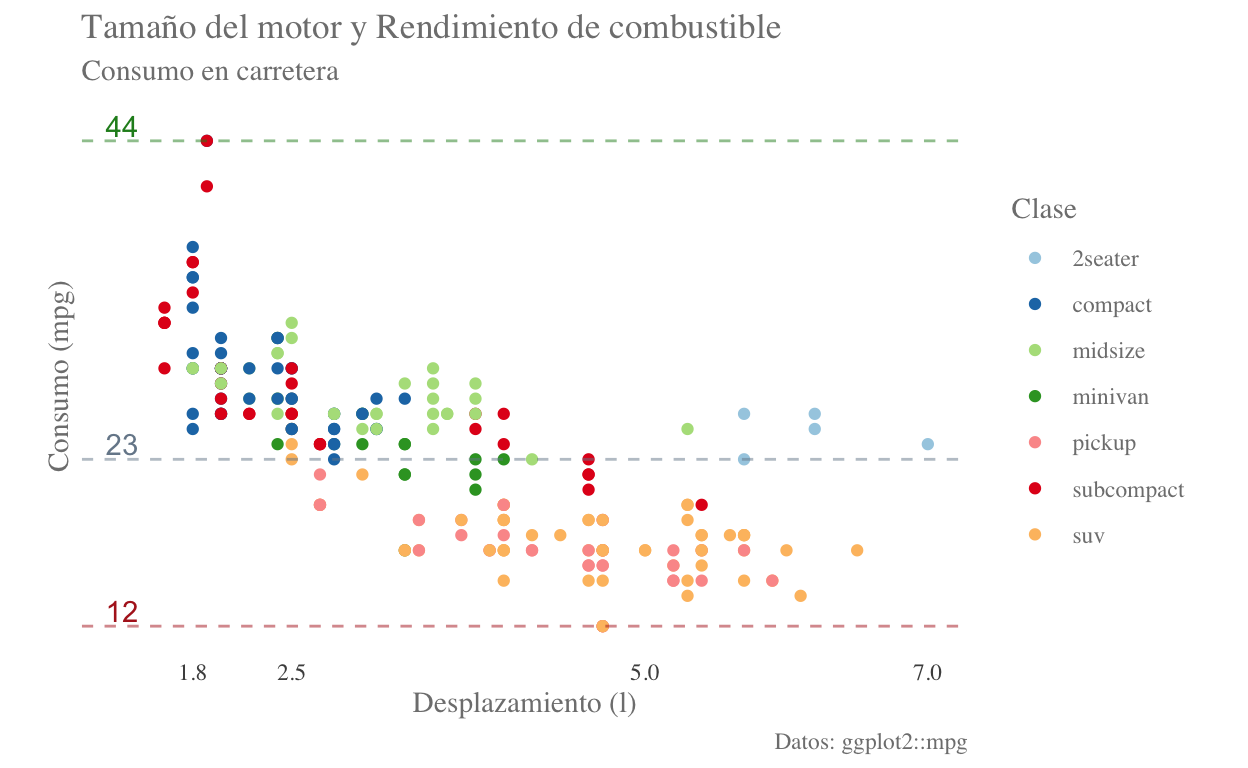 Tamaño del motor y Rendimiento de combustible
Consumo en carretera
44
23
12
Consumo (mpg)
1.8
2.5
5.0
7.0
Desplazamiento (l)
Clase
2seater
compact
midsize
minivan
pickup
subcompact
suv
Datos: ggplot2::mpg